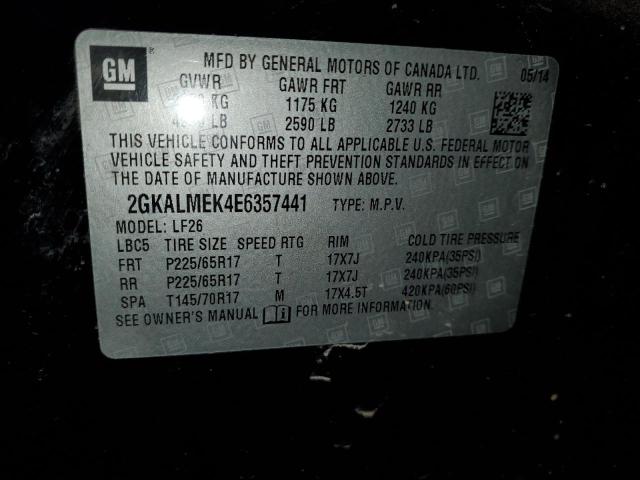 GM
MFD BY GENERAL MOTORS OF CANADA LTD. 05/14
GVWR GAWR FRT GAWR RR
KG 1175 KG 1240 KG
LB 2590 LB 2733 LB
THIS VEHICLE CONFORMS TO ALL APPLICABLE U.S. FEDERAL MOTOR
VEHICLE SAFETY AND THEFT PREVENTION STANDARDS IN EFFECT ON
THE DATE OF MANUFACTURE SHOWN ABOVE.
2GKALMEK4E6357441 TYPE: M.P.V.
MODEL: LF26
LBC5 TIRE SIZE SPEED RTG RIM COLD TIRE PRESSURE
FRT P225/65R17 T 17X7J 240KPA(35PSI)
RR P225/65R17 T 17X7J 240KPA(35PSI)
SPA T145/70R17 M 17X4.5T 420KPA(60PSI)
SEE OWNER'S MANUAL FOR MORE INFORMATION.